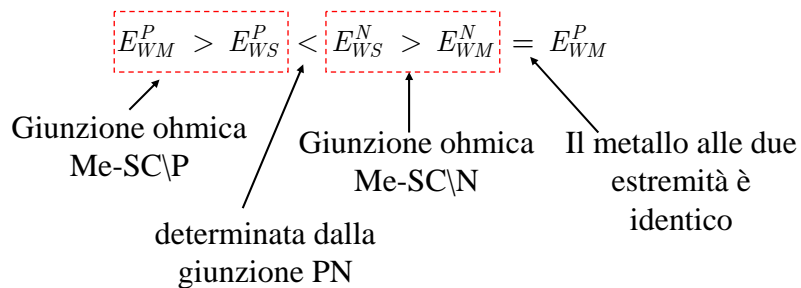 E_{WM}^{P} > E_{WS}^{P} < E_{WS}^{N} > E_{WM}^{N} = E_{WM}^{P}
Giunzione ohmica
Me-SC\P
Giunzione ohmica
Me-SC\N
Il metallo alle due
estremità è
identico
determinata dalla
giunzione PN